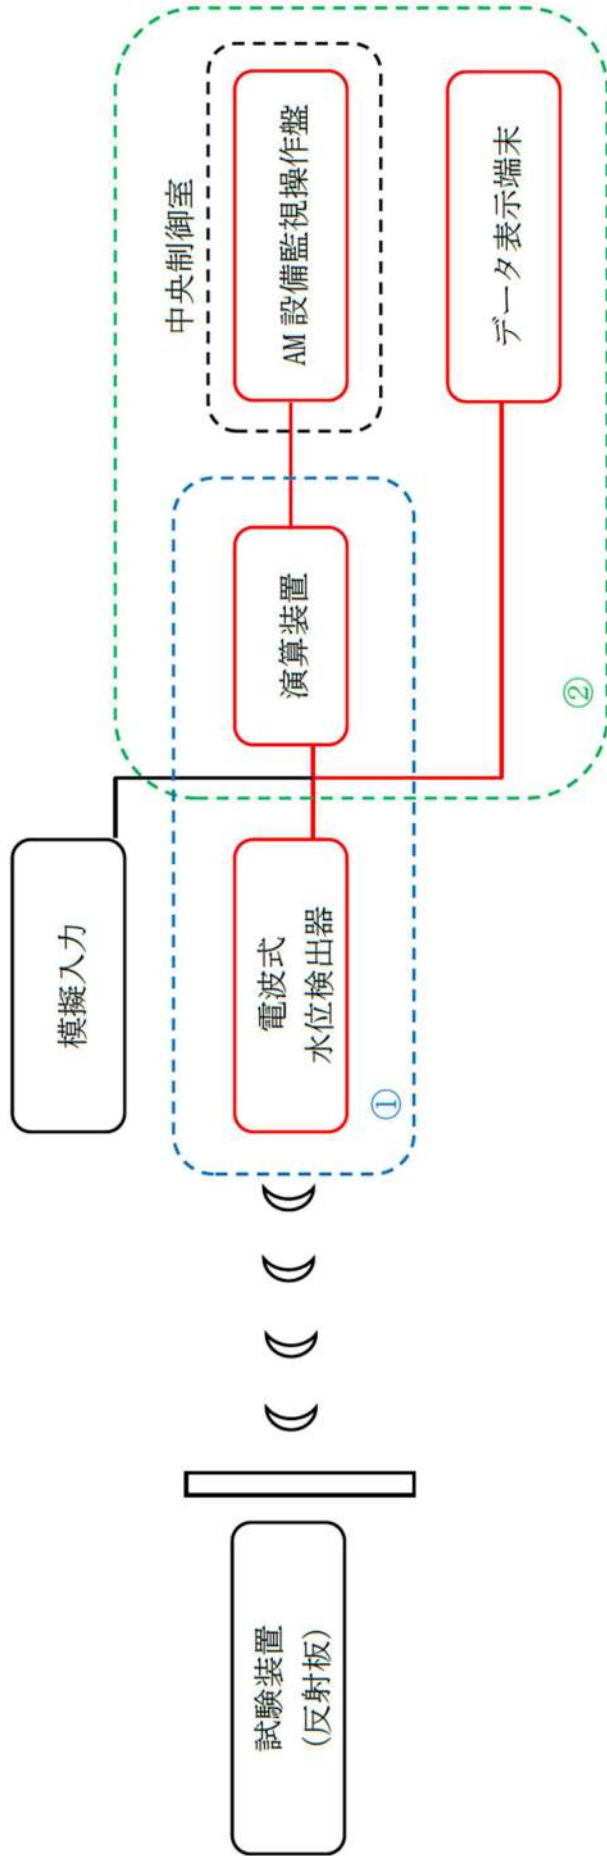 試験装置
(反射板)
模擬入力
電波式
水位検出器
①
演算装置
中央制御室
AM 設備監視操作盤
データ表示端末
②